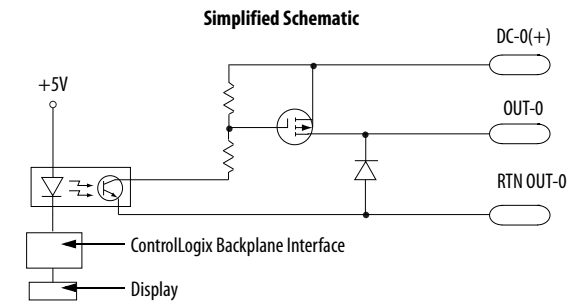 Simplified Schematic
DC-0(+)
+5V
OUT-0
RTN OUT-0
ControlLogix Backplane Interface
Display